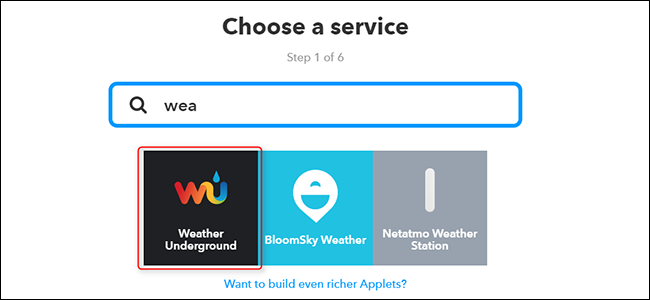 Choose a service
Step 1 of 6
wea
WU
Weather
Underground
BloomSky Weather
Netatmo Weather
Station
Want to build even richer Applets?